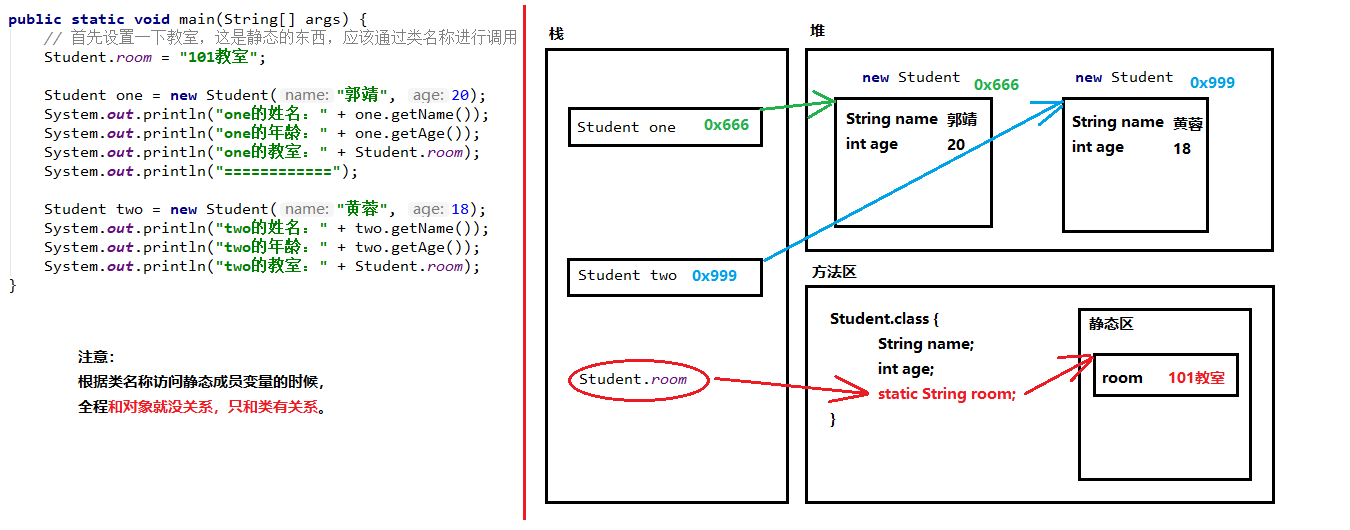 public static void main(String[] args) {
// 首先设置一下教室，这是静态的东西，应该通过类名称进行调用
Student.room = "101教室";
Student one = new Student( name: "郭靖", age: 20);
System.out.println("one的姓名：" + one.getName());
System.out.println("one的年龄：" + one.getAge());
System.out.println("one的教室：" + Student.room);
System.out.println("============");
Student two = new Student( name: "黄蓉", age: 18);
System.out.println("two的姓名：" + two.getName());
System.out.println("two的年龄：" + two.getAge());
System.out.println("two的教室：" + Student.room);
}
注意：
根据类名称访问静态成员变量的时候，
全程和对象就没关系，只和类有关系。
栈
Student one 0x666
Student two 0x999
Student.room
堆
new Student 0x666
String name 郭靖
int age 20
new Student 0x999
String name 黄蓉
int age 18
方法区
Student.class {
String name;
int age;
static String room;
}
静态区
room 101教室